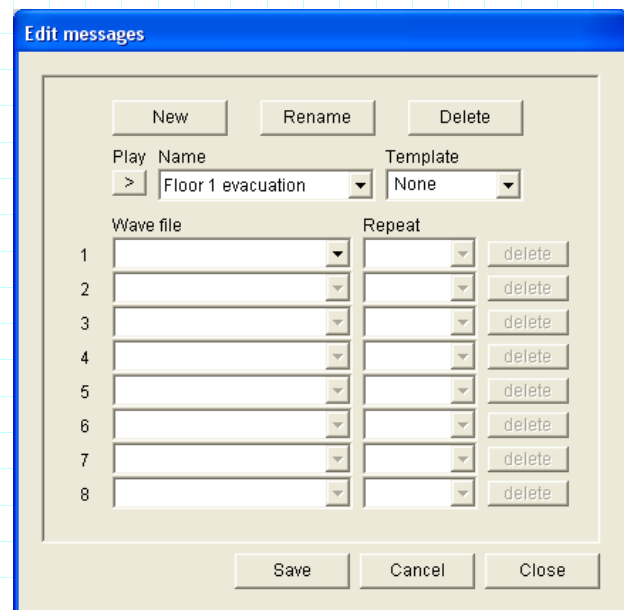 Edit messages
New Rename Delete
Play Name Template
> Floor 1 evacuation None
Wave file Repeat
1 delete
2 delete
3 delete
4 delete
5 delete
6 delete
7 delete
8 delete
Save Cancel Close